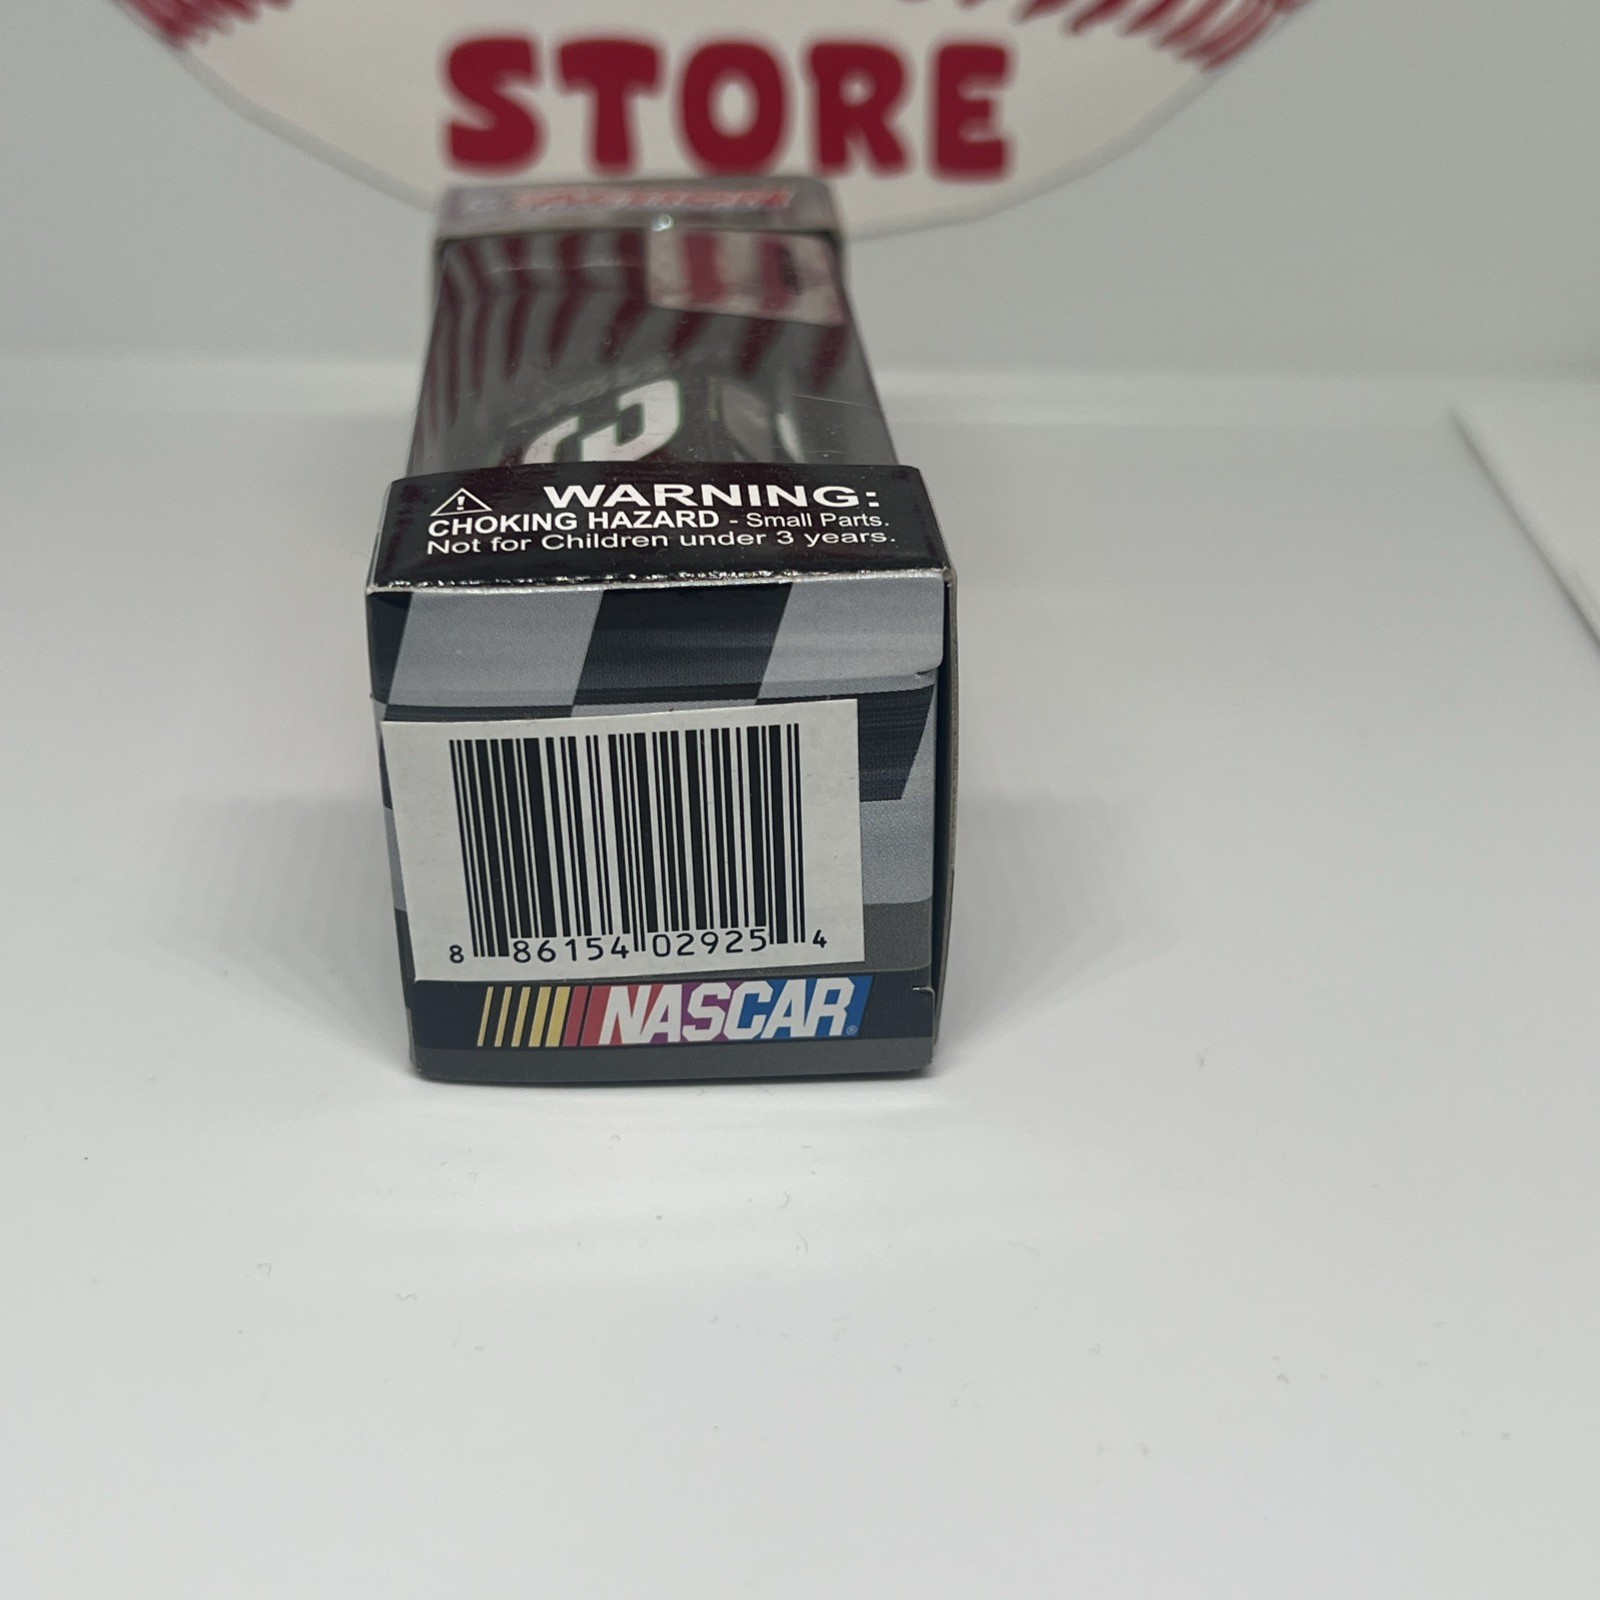 STORE
WARNING:
CHOKING HAZARD - Small Parts.
Not for Children under 3 years.
8 86154 02925 4
NASCAR®